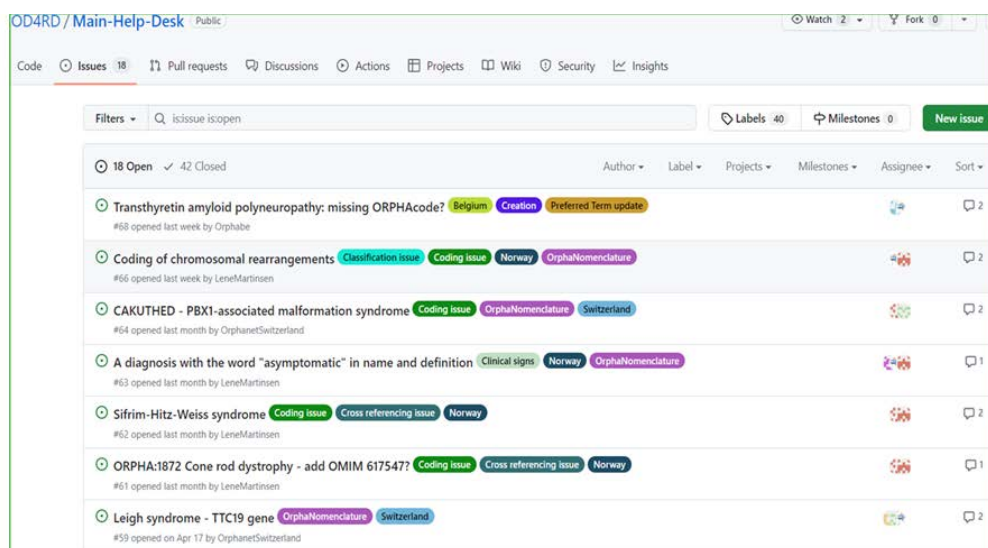 OD4RD / Main-Help-Desk Public Watch 2 Fork 0
Code Issues 18 Pull requests Discussions Actions Projects Wiki Security Insights
Filters is:issue is:open Labels 40 Milestones 0 New issue
18 Open 42 Closed Author Label Projects Milestones Assignee Sort
Transthyretin amyloid polyneuropathy: missing ORPHAcode? Belgium Creation Preferred Term update 2
#68 opened last week by Orphabe
Coding of chromosomal rearrangements Classification issue Coding issue Norway OrphaNomenclature 2
#66 opened last week by LeneMartinsen
CAKUTHED - PBX1-associated malformation syndrome Coding issue OrphaNomenclature Switzerland 2
#64 opened last month by OrphanetSwitzerland
A diagnosis with the word "asymptomatic" in name and definition Clinical signs Norway OrphaNomenclature 1
#63 opened last month by LeneMartinsen
Sifrim-Hitz-Weiss syndrome Coding issue Cross referencing issue Norway 2
#62 opened last month by LeneMartinsen
ORPHA:1872 Cone rod dystrophy - add OMIM 617547? Coding issue Cross referencing issue Norway 1
#61 opened last month by LeneMartinsen
Leigh syndrome - TTC19 gene OrphaNomenclature Switzerland 2
#59 opened on Apr 17 by OrphanetSwitzerland